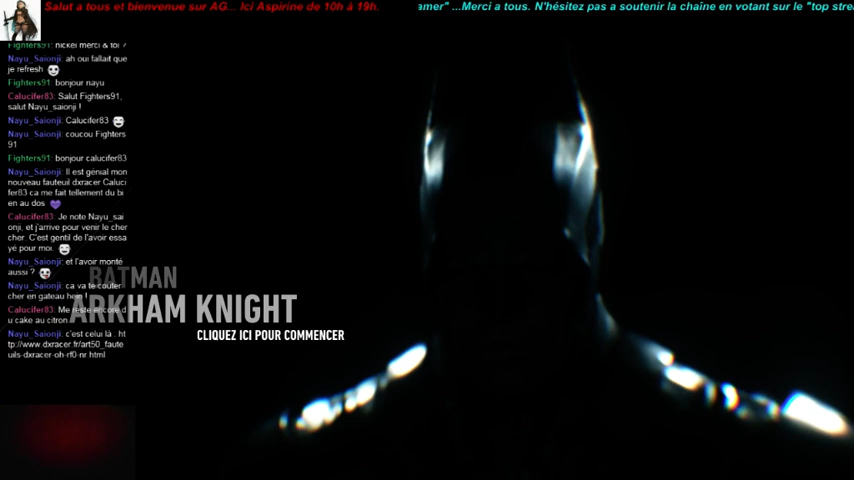 Salut a tous et bienvenue sur AG... Ici Aspirine de 10h à 19h.
amer" ...Merci a tous. N'hésitez pas a soutenir la chaîne en votant sur le "top stre
Fighters91: nickel merci & toi ?
Nayu_Saionji: ah oui fallait que
je refresh
Fighters91: bonjour nayu
Calucifer83: Salut Fighters91,
salut Nayu_saionji !
Nayu_Saionji: Calucifer83
Nayu_Saionji: coucou Fighters
91
Fighters91: bonjour calucifer83
Nayu_Saionji: Il est génial mon
nouveau fauteuil dxracer Caluci
fer83 ca me fait tellement du bi
en au dos
Calucifer83: Je note Nayu_sai
onji, et j'arrive pour venir le cher
cher. C'est gentil de l'avoir essa
yé pour moi.
Nayu_Saionji: et l'avoir monté
aussi ?
Nayu_Saionji: ca va te couter
cher en gateau hein !
Calucifer83: Me reste encore d
u cake au citron
Nayu_Saionji: c'est celui là : ht
tp://www.dxracer.fr/art50_faute
uils-dxracer-oh-rf0-nr.html
BATMAN
ARKHAM KNIGHT
CLIQUEZ ICI POUR COMMENCER